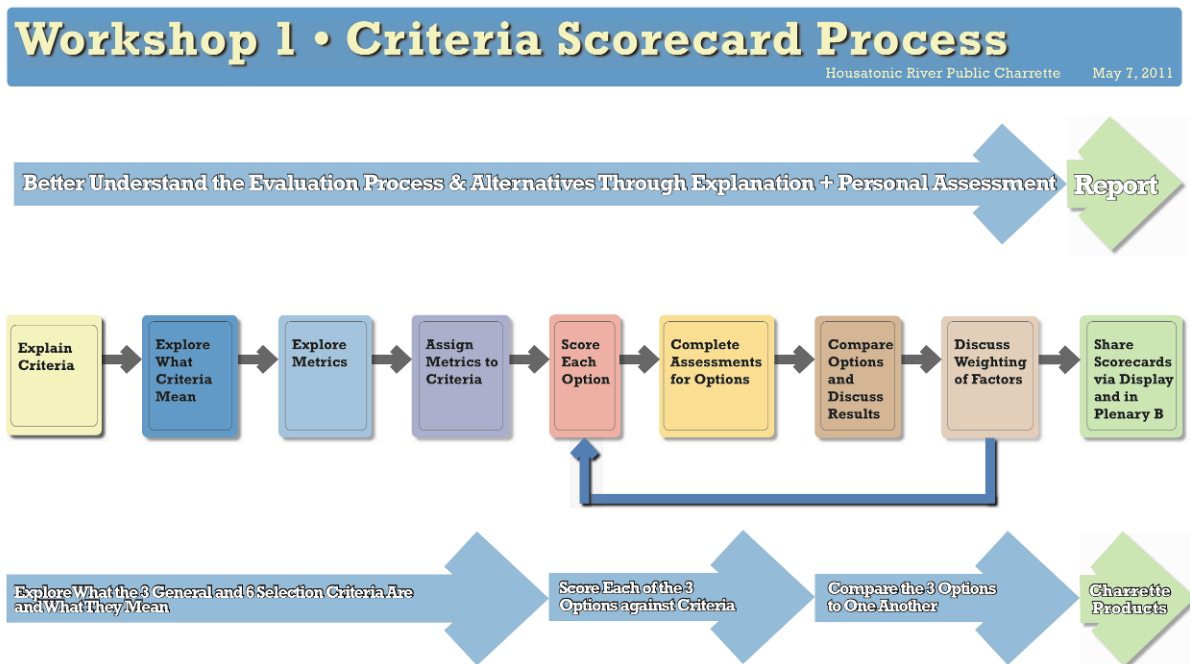 Workshop 1 • Criteria Scorecard Process
Housatonic River Public Charrette May 7, 2011
Better Understand the Evaluation Process & Alternatives Through Explanation + Personal Assessment
Report
Explain
Criteria
Explore
What
Criteria
Mean
Explore
Metrics
Assign
Metrics to
Criteria
Score
Each
Option
Complete
Assessments
for Options
Compare
Options
and
Discuss
Results
Discuss
Weighting
of Factors
Share
Scorecards
via Display
and in
Plenary B
Explore What the 3 General and 6 Selection Criteria Are
and What They Mean
Score Each of the 3
Options against Criteria
Compare the 3 Options
to One Another
Charrette
Products